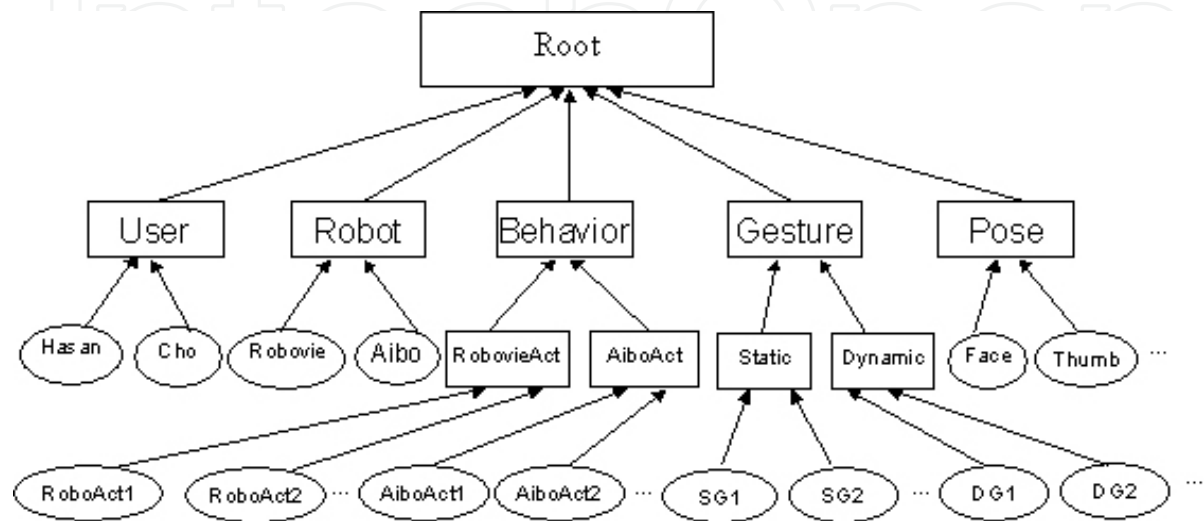 Root
User
Robot
Behavior
Gesture
Pose
Hasan
Cho
Robovie
Aibo
RobovieAct
AiboAct
Static
Dynamic
Face
Thumb
...
RoboAct1
RoboAct2
...
AiboAct1
AiboAct2
...
SG1
SG2
...
DG1
DG2
...